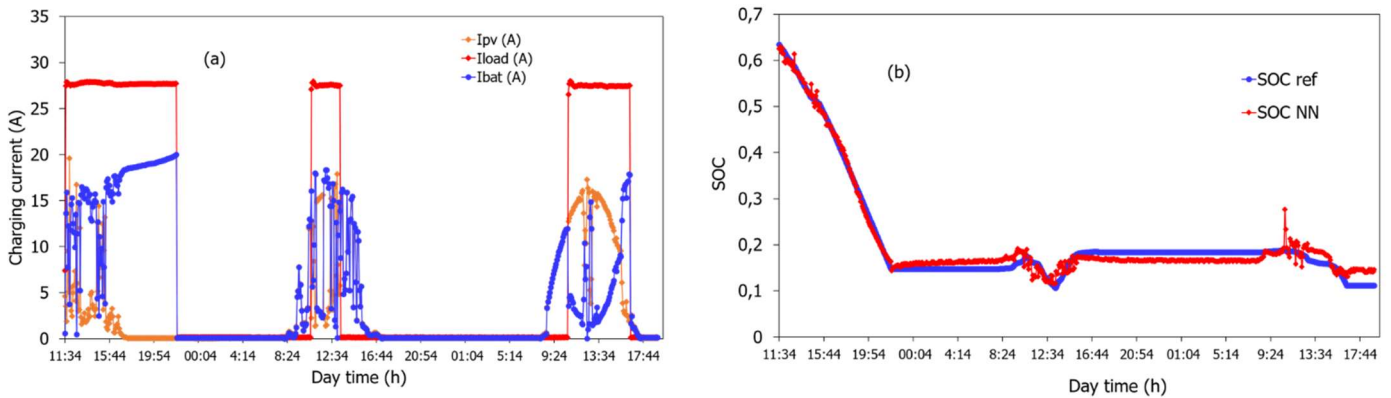 35
30
25
20
15
10
5
0
Charging current (A)
(a)
Ipv (A)
Iload (A)
Ibat (A)
11:34 15:44 19:54 00:04 4:14 8:24 12:34 16:44 20:54 01:04 5:14 9:24 13:34 17:44
Day time (h)
0,7
0,6
0,5
0,4
0,3
0,2
0,1
0
SOC
(b)
SOC ref
SOC NN
11:34 15:44 19:54 00:04 4:14 8:24 12:34 16:44 20:54 01:04 5:14 9:24 13:34 17:44
Day time (h)